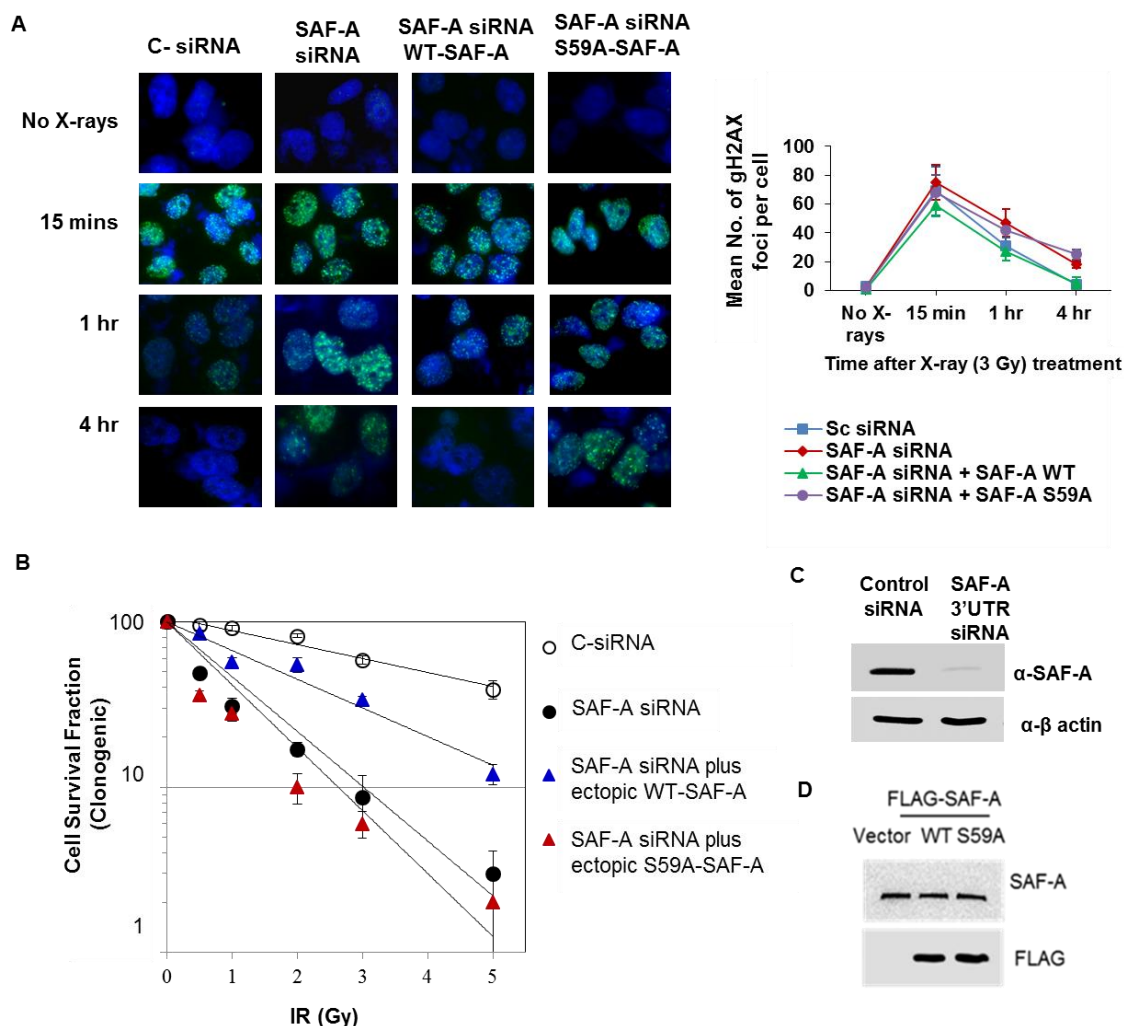 A
C- siRNA
SAF-A
siRNA
SAF-A siRNA
WT-SAF-A
SAF-A siRNA
S59A-SAF-A
No X-rays
15 mins
1 hr
4 hr
Mean No. of gH2AX
foci per cell
100
80
60
40
20
0
No X-
rays
15 min
1 hr
4 hr
Time after X-ray (3 Gy) treatment
Sc siRNA
SAF-A siRNA
SAF-A siRNA + SAF-A WT
SAF-A siRNA + SAF-A S59A
B
Cell Survival Fraction
(Clonogenic)
100
10
1
0
1
2
3
4
5
IR (Gy)
C-siRNA
SAF-A siRNA
SAF-A siRNA plus
ectopic WT-SAF-A
SAF-A siRNA plus
ectopic S59A-SAF-A
C
Control
siRNA
SAF-A
3'UTR
siRNA
α-SAF-A
α-β actin
D
FLAG-SAF-A
Vector WT S59A
SAF-A
FLAG